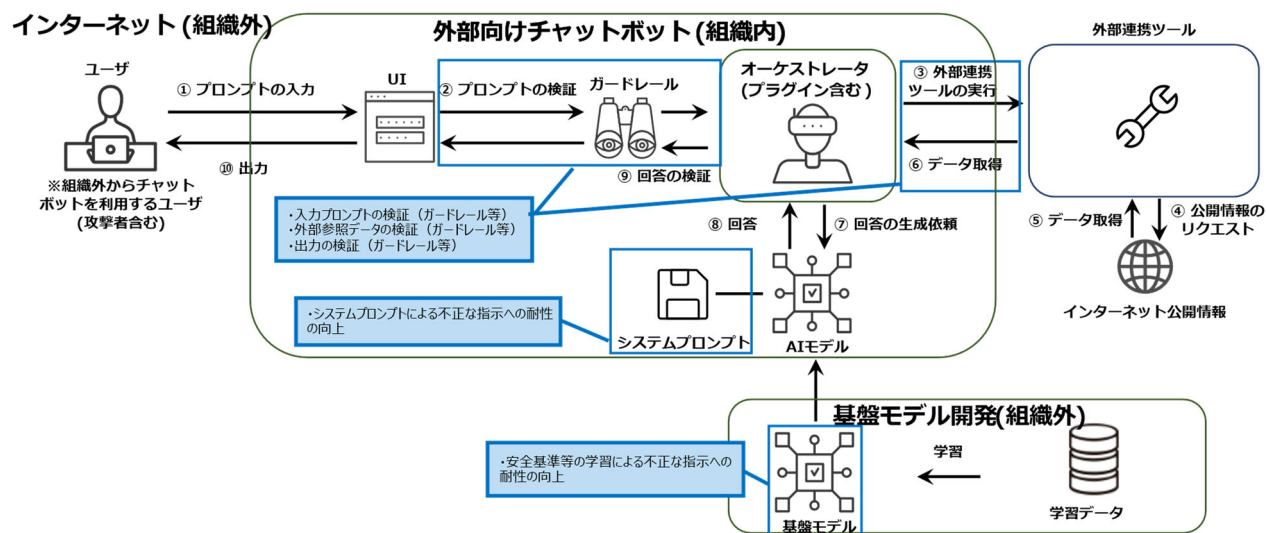 インターネット (組織外)
外部向けチャットボット (組織内)
外部連携ツール
ユーザ
① プロンプトの入力
⑩ 出力
※組織外からチャット
ボットを利用するユーザ
(攻撃者含む)
UI
② プロンプトの検証
ガードレール
⑨ 回答の検証
オーケストレータ
(プラグイン含む)
③ 外部連携
ツールの実行
⑥ データ取得
⑤ データ取得
④ 公開情報の
リクエスト
インターネット公開情報
・入力プロンプトの検証（ガードレール等）
・外部参照データの検証（ガードレール等）
・出力の検証（ガードレール等）
⑧ 回答
⑦ 回答の生成依頼
・システムプロンプトによる不正な指示への耐性
の向上
システムプロンプト
AIモデル
基盤モデル開発(組織外)
・安全基準等の学習による不正な指示への
耐性の向上
基盤モデル
学習
学習データ